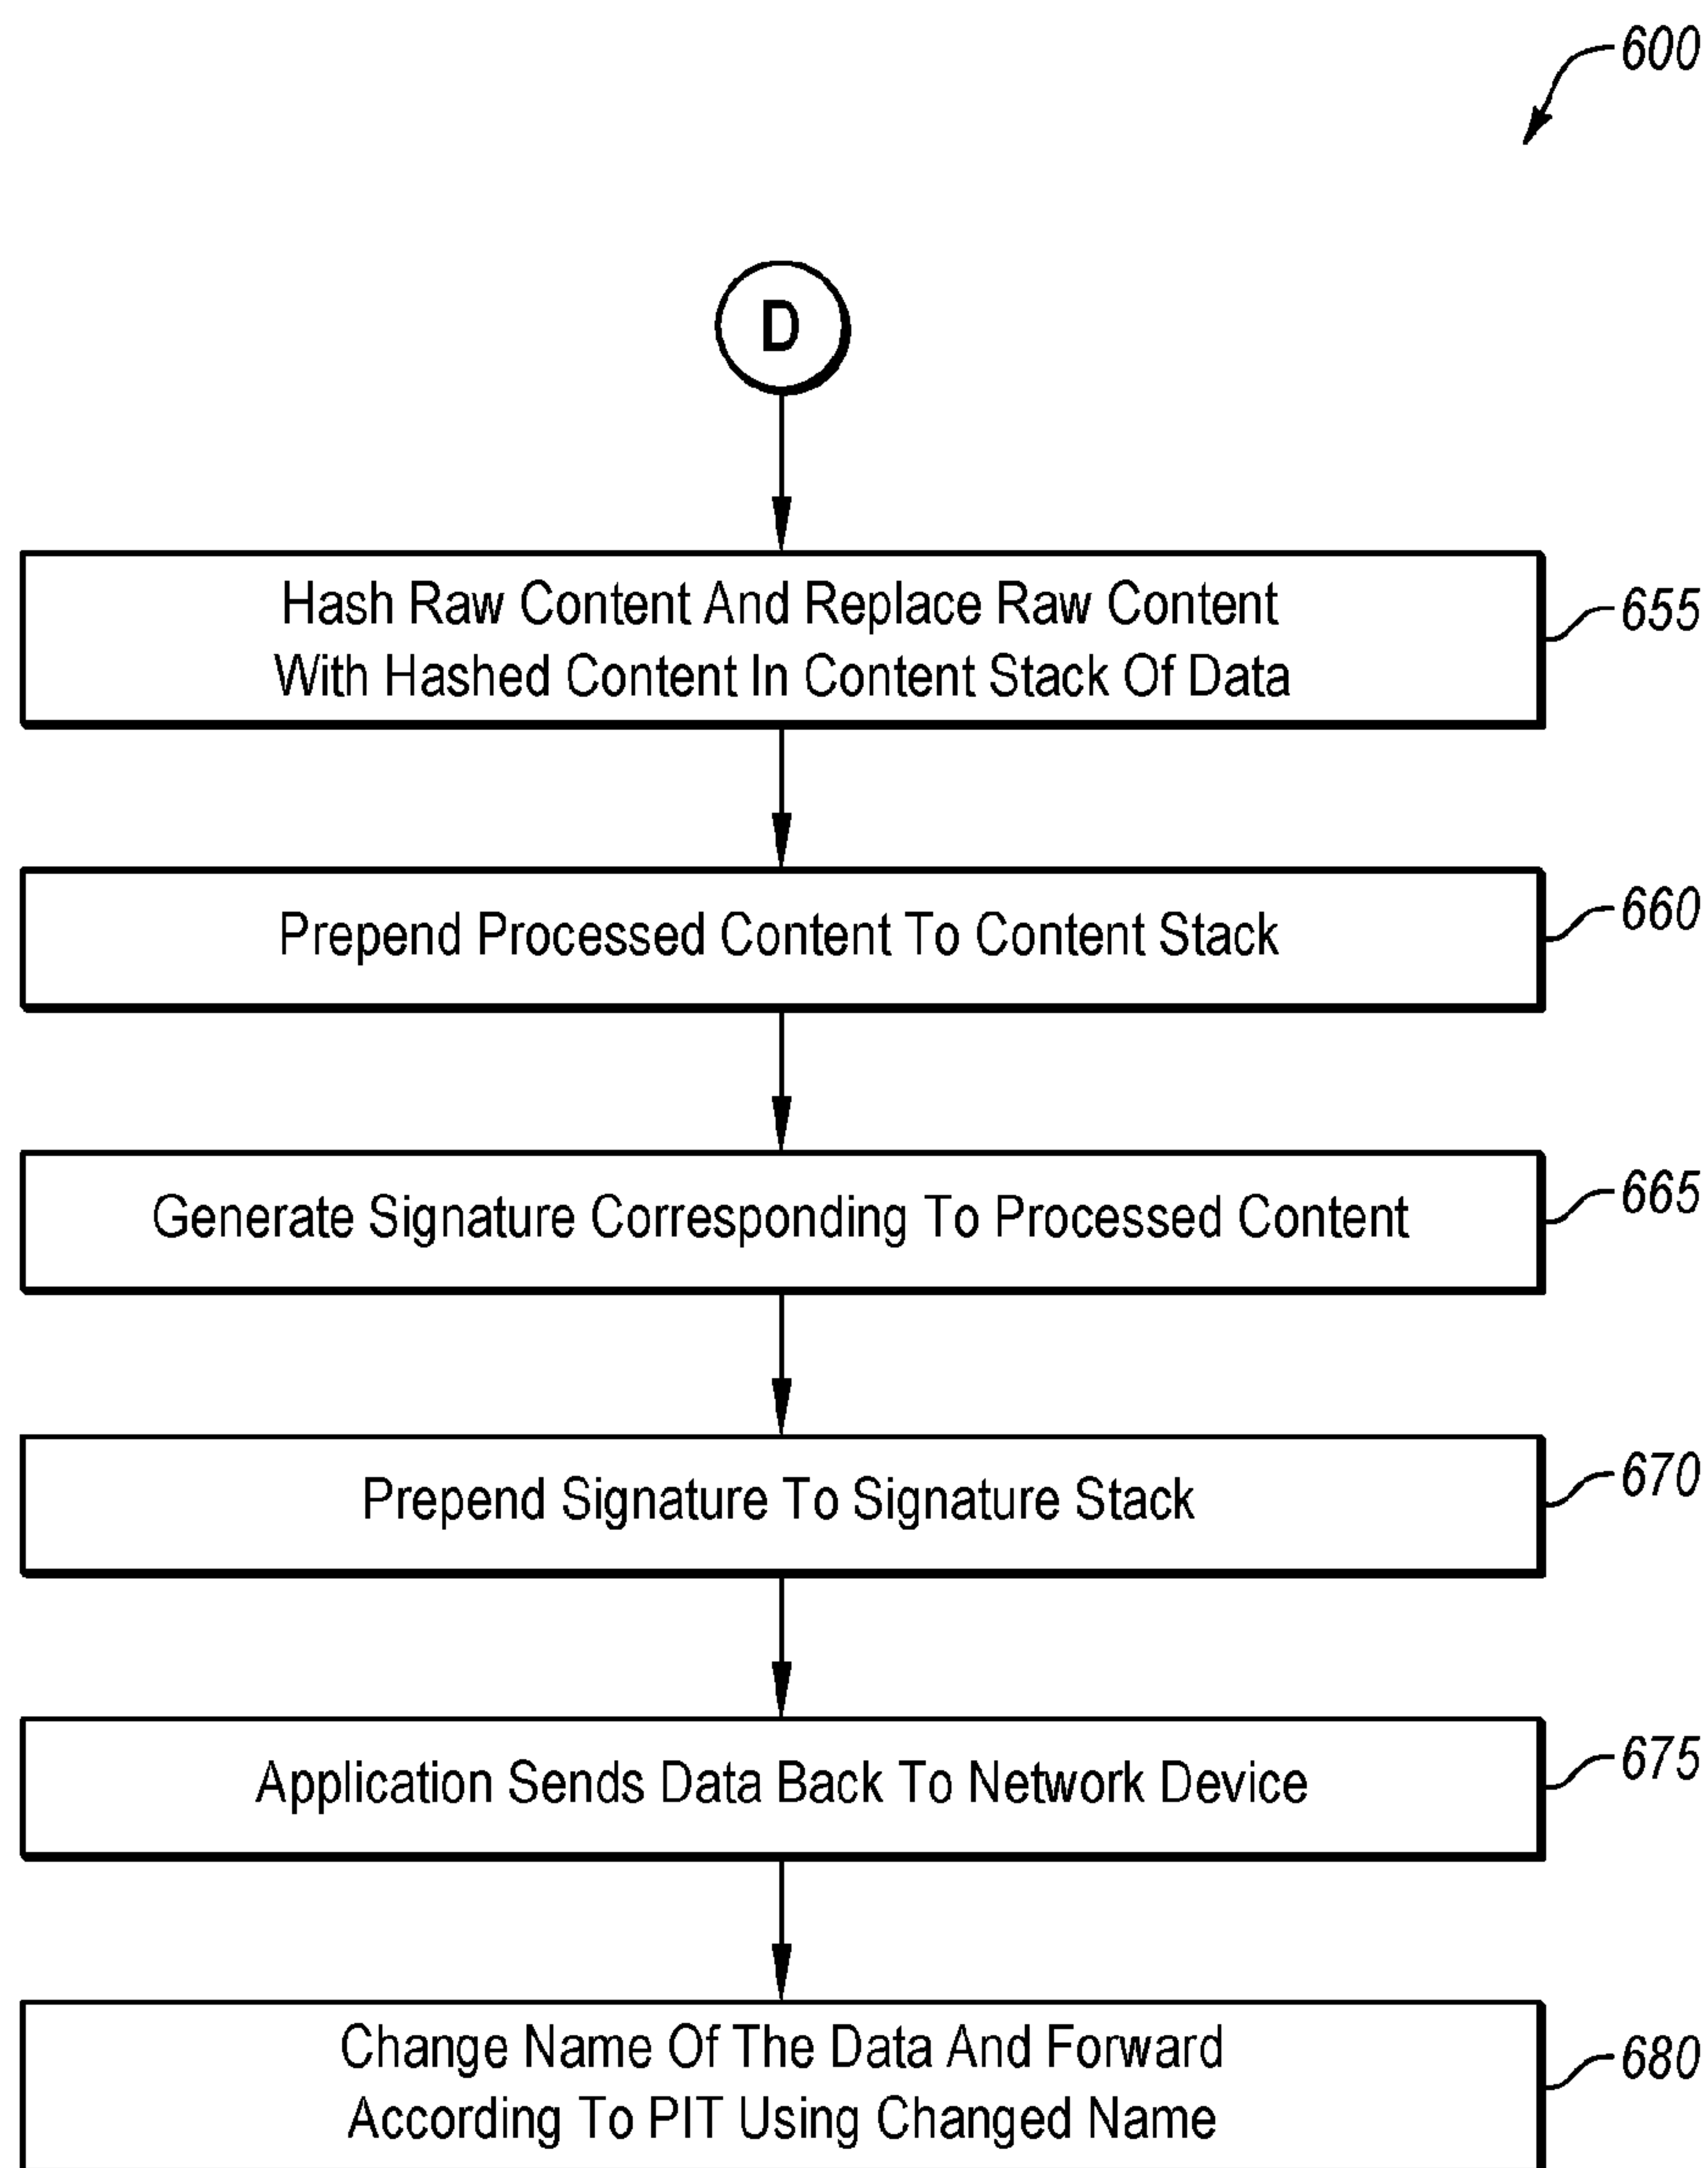 600
D
Hash Raw Content And Replace Raw Content
With Hashed Content In Content Stack Of Data
655
Prepend Processed Content To Content Stack
660
Generate Signature Corresponding To Processed Content
665
Prepend Signature To Signature Stack
670
Application Sends Data Back To Network Device
675
Change Name Of The Data And Forward
According To PIT Using Changed Name
680